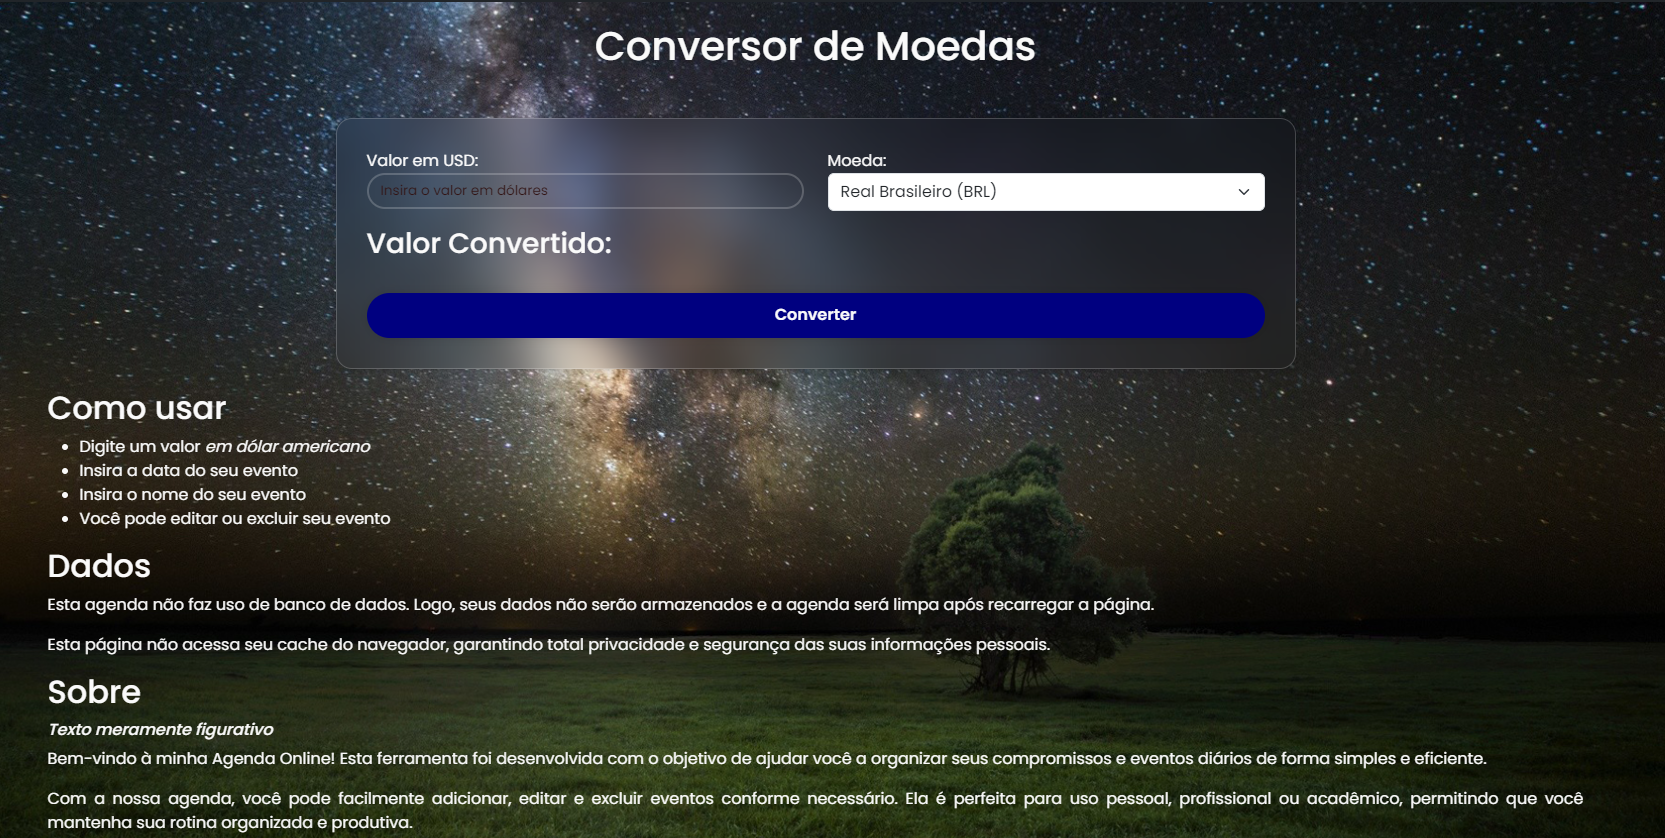 Conversor de Moedas
Valor em USD:
Moeda:
Insira o valor em dólares
Real Brasileiro (BRL)
Valor Convertido:
Converter
Como usar
Digite um valor em dólar americano
Insira a data do seu evento
Insira o nome do seu evento
Você pode editar ou excluir seu evento
Dados
Esta agenda não faz uso de banco de dados. Logo, seus dados não serão armazenados e a agenda será limpa após recarregar a página.
Esta página não acessa seu cache do navegador, garantindo total privacidade e segurança das suas informações pessoais.
Sobre
Texto meramente figurativo
Bem-vindo à minha Agenda Online! Esta ferramenta foi desenvolvida com o objetivo de ajudar você a organizar seus compromissos e eventos diários de forma simples e eficiente.
Com a nossa agenda, você pode facilmente adicionar, editar e excluir eventos conforme necessário. Ela é perfeita para uso pessoal, profissional ou acadêmico, permitindo que você
mantenha sua rotina organizada e produtiva.